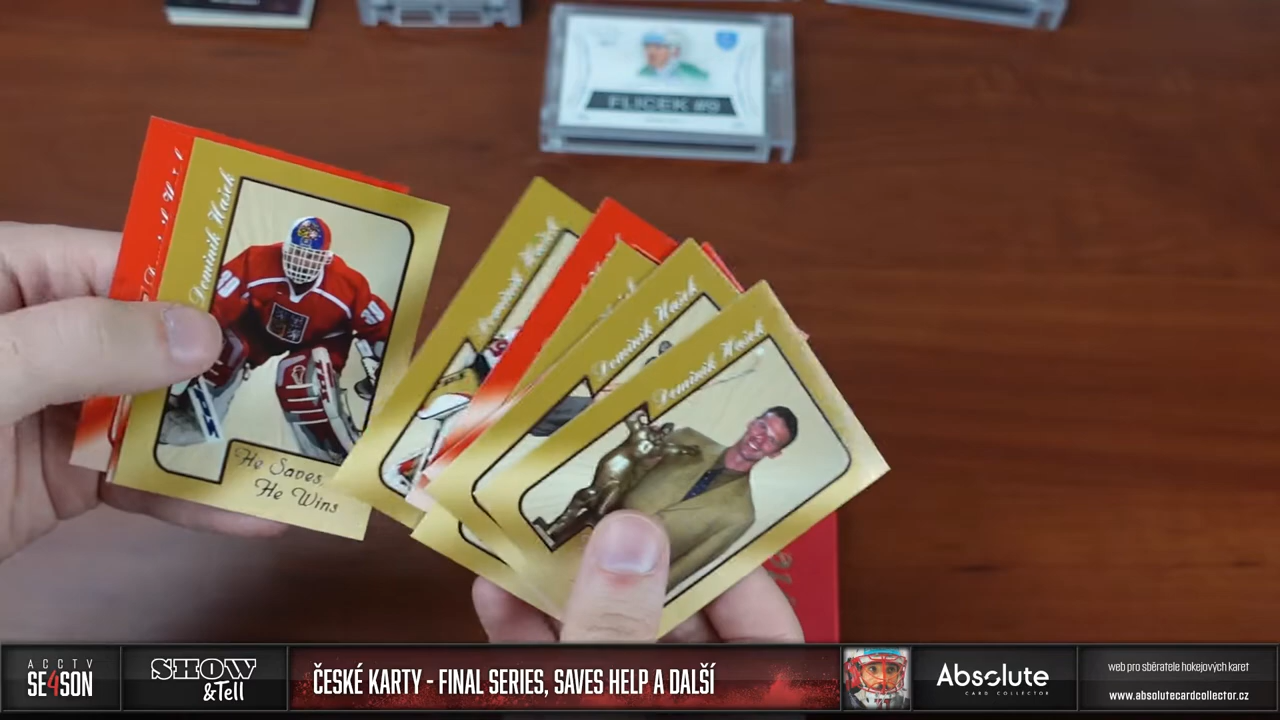 FLICEK #9
Dominik Hašek
Dominik Hašek
He Saves,
He Wins
Dominik Hašek
Dominik Hašek
ACCTV
SE4SON
SHOW
&Tell
ČESKÉ KARTY - FINAL SERIES, SAVES HELP A DALŠÍ
Absolute
CARD COLLECTOR
web pro sběratele hokejových karet
www.absolutecardcollector.cz